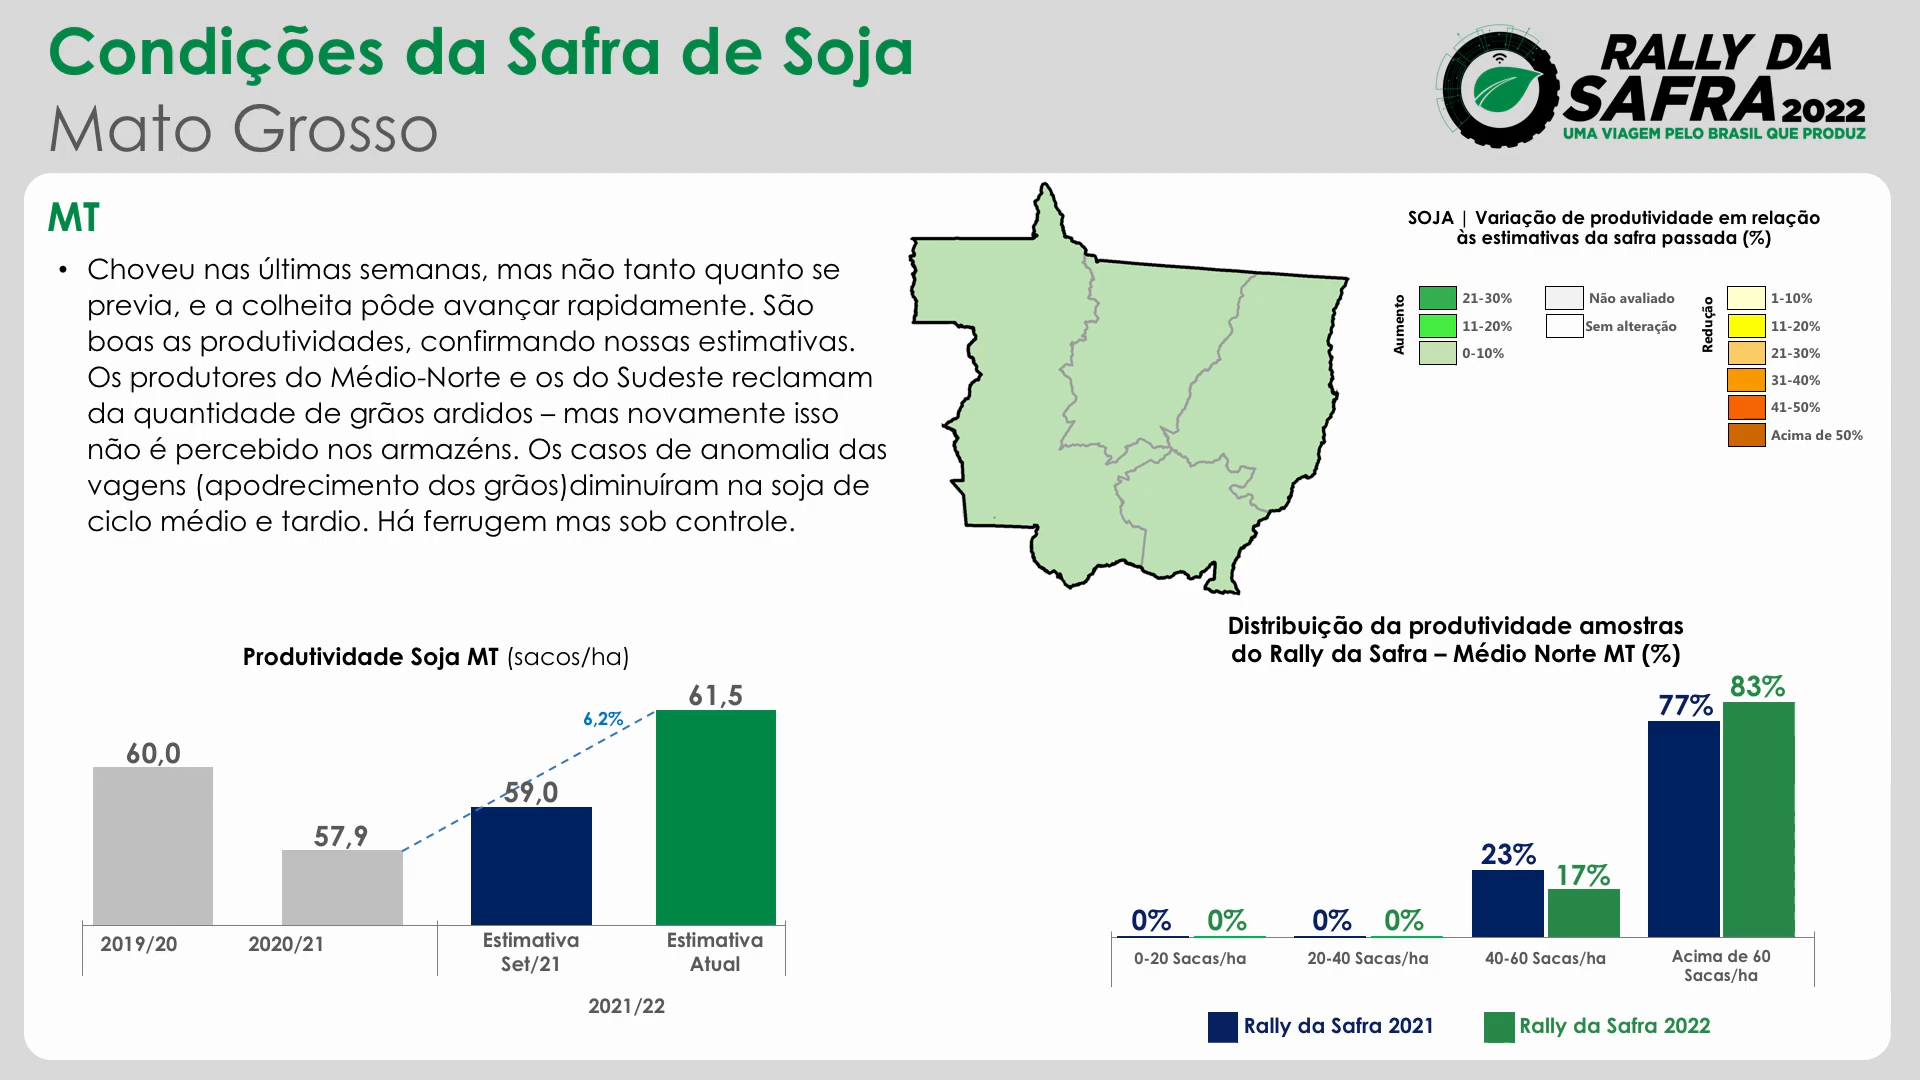 Condições da Safra de Soja
Mato Grosso
RALLY DA
SAFRA 2022
UMA VIAGEM PELO BRASIL QUE PRODUZ
MT
• Choveu nas últimas semanas, mas não tanto quanto se
previa, e a colheita pôde avançar rapidamente. São
boas as produtividades, confirmando nossas estimativas.
Os produtores do Médio-Norte e os do Sudeste reclamam
da quantidade de grãos ardidos – mas novamente isso
não é percebido nos armazéns. Os casos de anomalia das
vagens (apodrecimento dos grãos)diminuíram na soja de
ciclo médio e tardio. Há ferrugem mas sob controle.
SOJA | Variação de produtividade em relação
às estimativas da safra passada (%)
Aumento
21-30%
11-20%
0-10%
Não avaliado
Sem alteração
Redução
1-10%
11-20%
21-30%
31-40%
41-50%
Acima de 50%
Produtividade Soja MT (sacos/ha)
60,0
57,9
59,0
6,2%
61,5
2019/20
2020/21
Estimativa
Set/21
Estimativa
Atual
2021/22
Distribuição da produtividade amostras
do Rally da Safra – Médio Norte MT (%)
0% 0% 0% 0% 23% 17% 77% 83%
0-20 Sacas/ha
20-40 Sacas/ha
40-60 Sacas/ha
Acima de 60
Sacas/ha
Rally da Safra 2021
Rally da Safra 2022